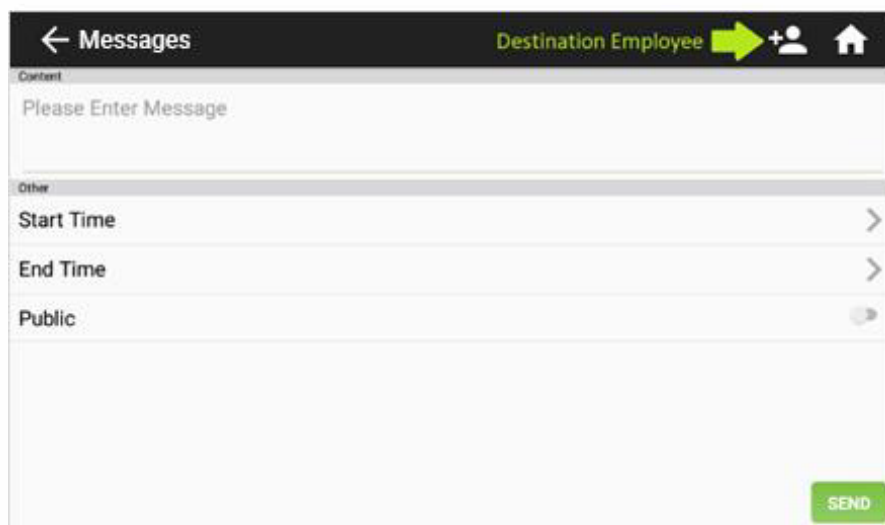 Messages Destination Employee
Content
Please Enter Message
Other
Start Time
End Time
Public
SEND